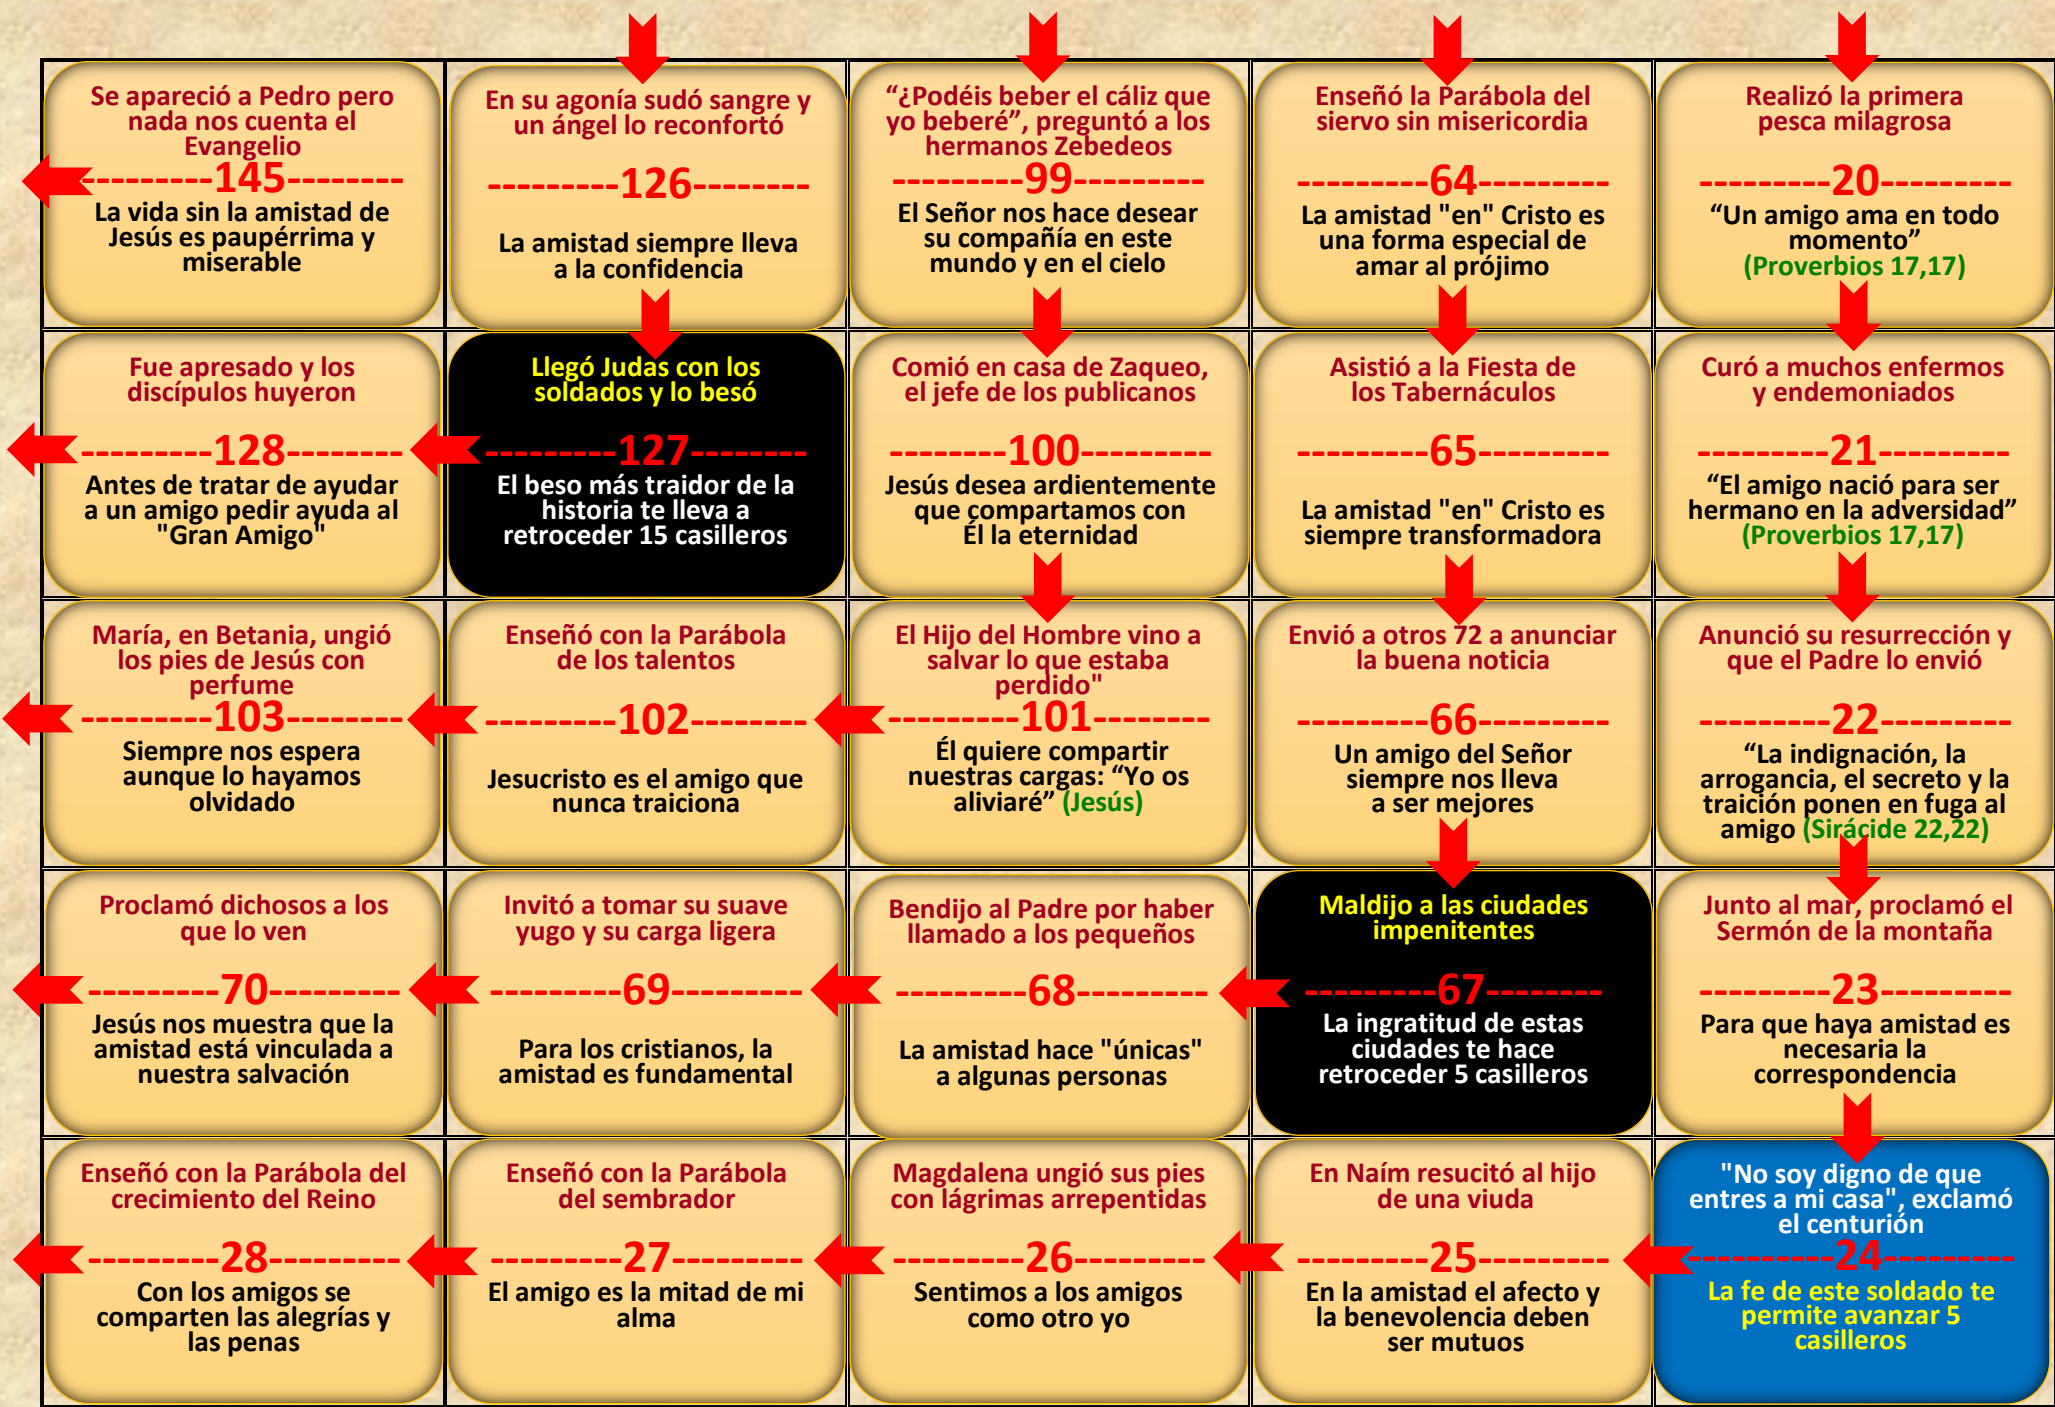 Se apareció a Pedro pero
nada nos cuenta el
Evangelio
---------145--------
La vida sin la amistad de
Jesús es paupérrima y
miserable
En su agonía sudó sangre y
un ángel lo reconfortó
---------126--------
La amistad siempre lleva
a la confidencia
“¿Podéis beber el cáliz que
yo beberé”, preguntó a los
hermanos Zebedeos
---------99---------
El Señor nos hace desear
su compañía en este
mundo y en el cielo
Enseñó la Parábola del
siervo sin misericordia
---------64---------
La amistad "en" Cristo es
una forma especial de
amar al prójimo
Realizó la primera
pesca milagrosa
---------20---------
“Un amigo ama en todo
momento”
(Proverbios 17,17)
Fue apresado y los
discípulos huyeron
---------128--------
Antes de tratar de ayudar
a un amigo pedir ayuda al
"Gran Amigo"
Llegó Judas con los
soldados y lo besó
---------127--------
El beso más traidor de la
historia te lleva a
retroceder 15 casilleros
Comió en casa de Zaqueo,
el jefe de los publicanos
---------100---------
Jesús desea ardientemente
que compartamos con
Él la eternidad
Asistió a la Fiesta de
los Tabernáculos
---------65---------
La amistad "en" Cristo es
siempre transformadora
Curó a muchos enfermos
y endemoniados
---------21---------
“El amigo nació para ser
hermano en la adversidad”
(Proverbios 17,17)
María, en Betania, ungió
los pies de Jesús con
perfume
---------103--------
Siempre nos espera
aunque lo hayamos
olvidado
Enseñó con la Parábola
de los talentos
---------102--------
Jesucristo es el amigo que
nunca traiciona
El Hijo del Hombre vino a
salvar lo que estaba
perdido"
---------101--------
Él quiere compartir
nuestras cargas: “Yo os
aliviaré” (Jesús)
Envió a otros 72 a anunciar
la buena noticia
---------66---------
Un amigo del Señor
siempre nos lleva
a ser mejores
Anunció su resurrección y
que el Padre lo envió
---------22---------
“La indignación, la
arrogancia, el secreto y la
traición ponen en fuga al
amigo (Sirácide 22,22)
Proclamó dichosos a los
que lo ven
---------70---------
Jesús nos muestra que la
amistad está vinculada a
nuestra salvación
Invitó a tomar su suave
yugo y su carga ligera
---------69---------
Para los cristianos, la
amistad es fundamental
Bendijo al Padre por haber
llamado a los pequeños
---------68---------
La amistad hace "únicas"
a algunas personas
Maldijo a las ciudades
impenitentes
---------67--------
La ingratitud de estas
ciudades te hace
retroceder 5 casilleros
Junto al mar, proclamó el
Sermón de la montaña
---------23---------
Para que haya amistad es
necesaria la
correspondencia
Enseñó con la Parábola del
crecimiento del Reino
---------28---------
Con los amigos se
comparten las alegrías y
las penas
Enseñó con la Parábola
del sembrador
---------27---------
El amigo es la mitad de mi
alma
Magdalena ungió sus pies
con lágrimas arrepentidas
---------26---------
Sentimos a los amigos
como otro yo
En Naím resucitó al hijo
de una viuda
---------25---------
En la amistad el afecto y
la benevolencia deben
ser mutuos
"No soy digno de que
entres a mi casa", exclamó
el centurión
----------24---------
La fe de este soldado te
permite avanzar 5
casilleros